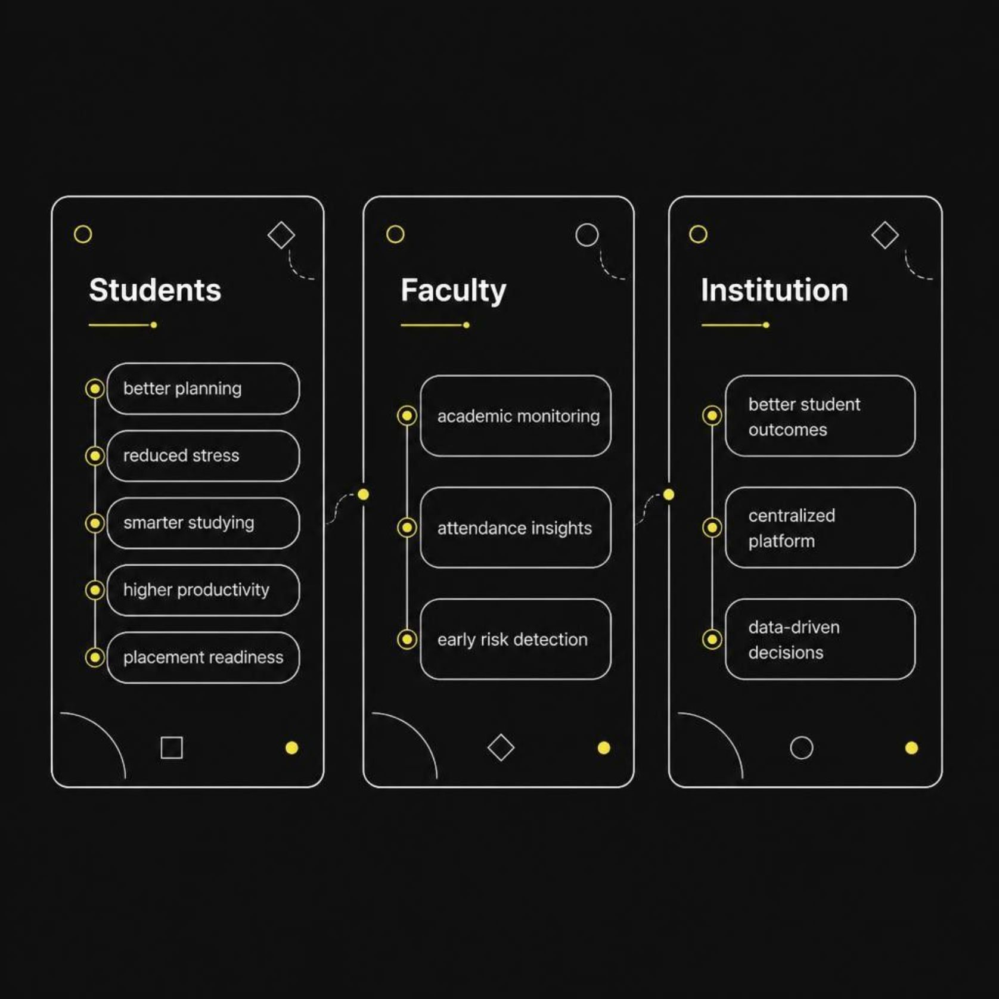 Students
better planning
reduced stress
smarter studying
higher productivity
placement readiness
Faculty
academic monitoring
attendance insights
early risk detection
Institution
better student
outcomes
centralized
platform
data-driven
decisions